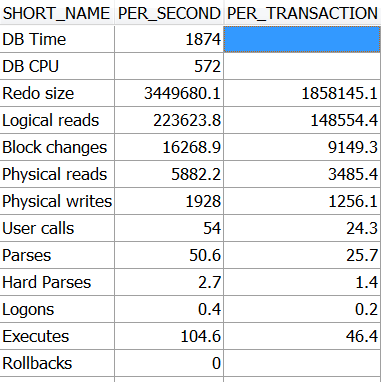 SHORT_NAME PER_SECOND PER_TRANSACTION
DB Time 1874
DB CPU 572
Redo size 3449680.1 1858145.1
Logical reads 223623.8 148554.4
Block changes 16268.9 9149.3
Physical reads 5882.2 3485.4
Physical writes 1928 1256.1
User calls 54 24.3
Parses 50.6 25.7
Hard Parses 2.7 1.4
Logons 0.4 0.2
Executes 104.6 46.4
Rollbacks 0